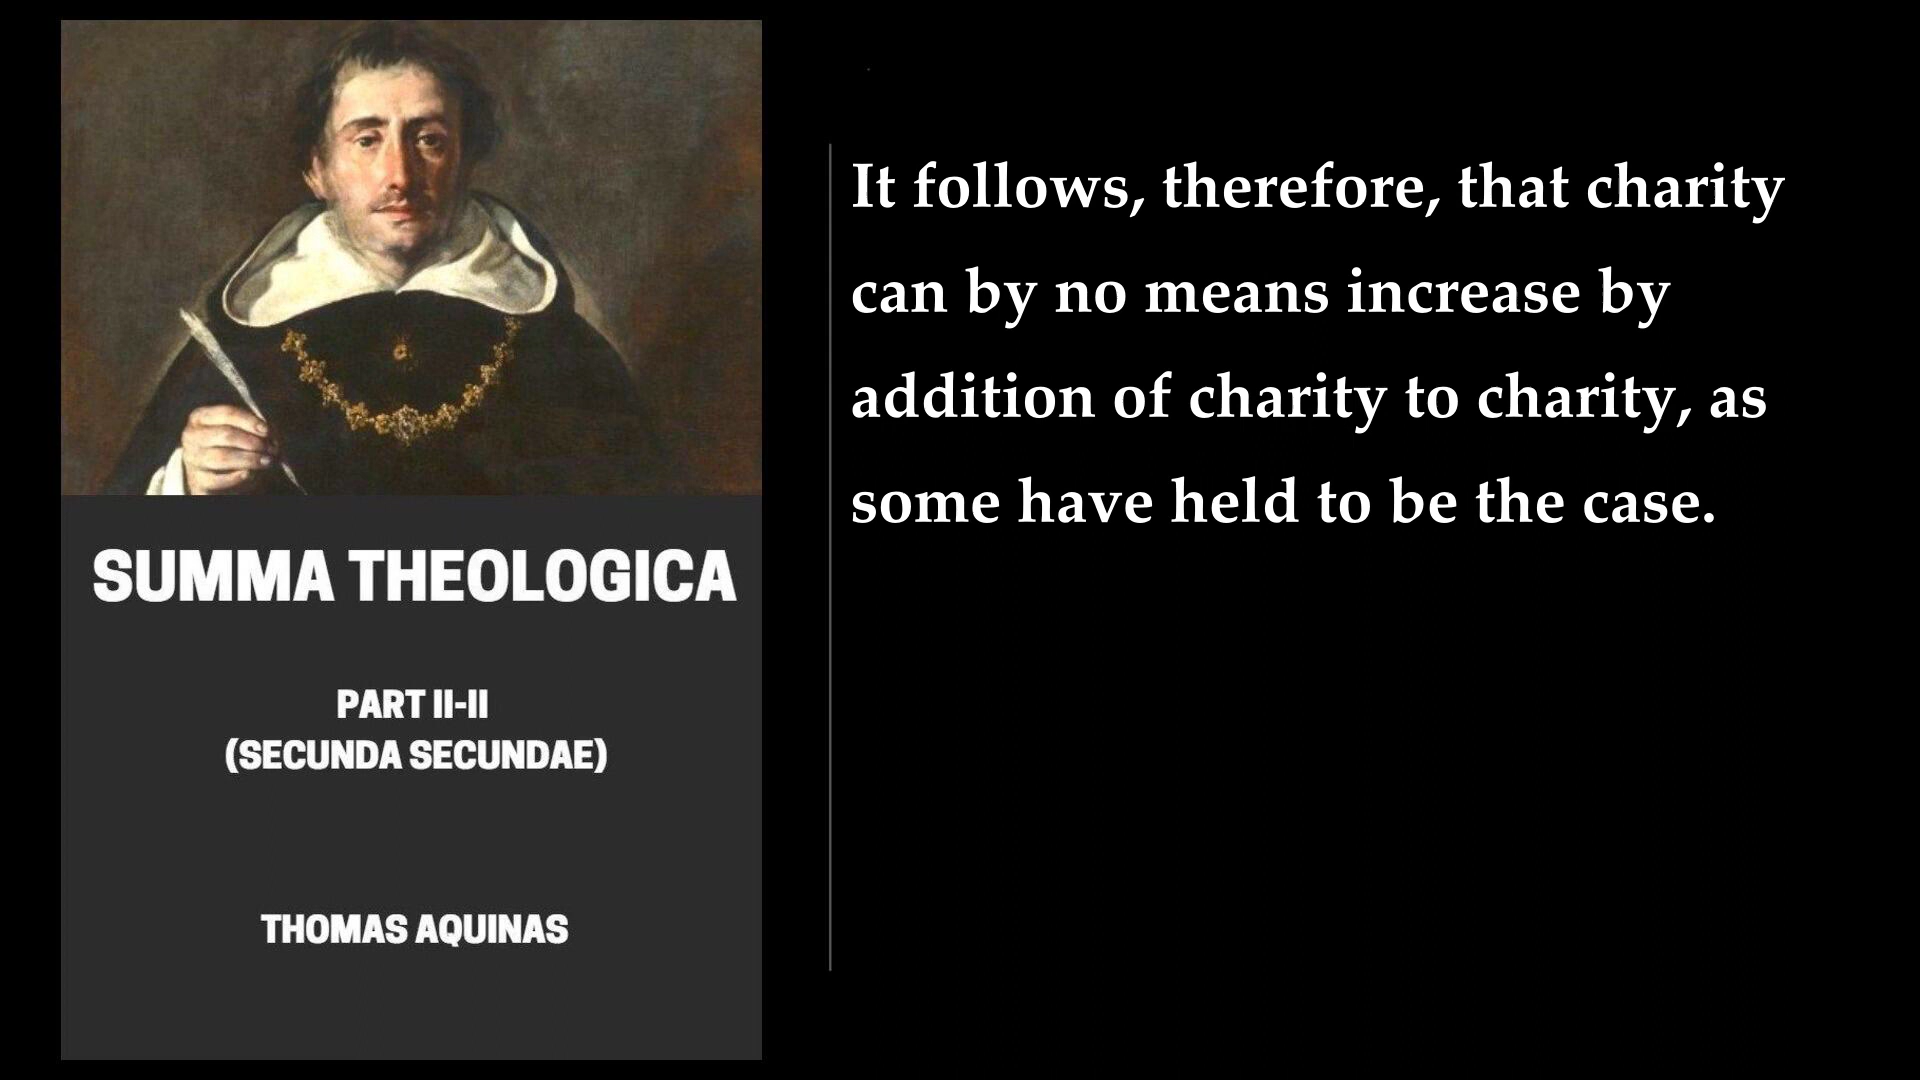 SUMMA THEOLOGICA
PART II-II
(SECUNDA SECUNDAE)
THOMAS AQUINAS
It follows, therefore, that charity
can by no means increase by
addition of charity to charity, as
some have held to be the case.